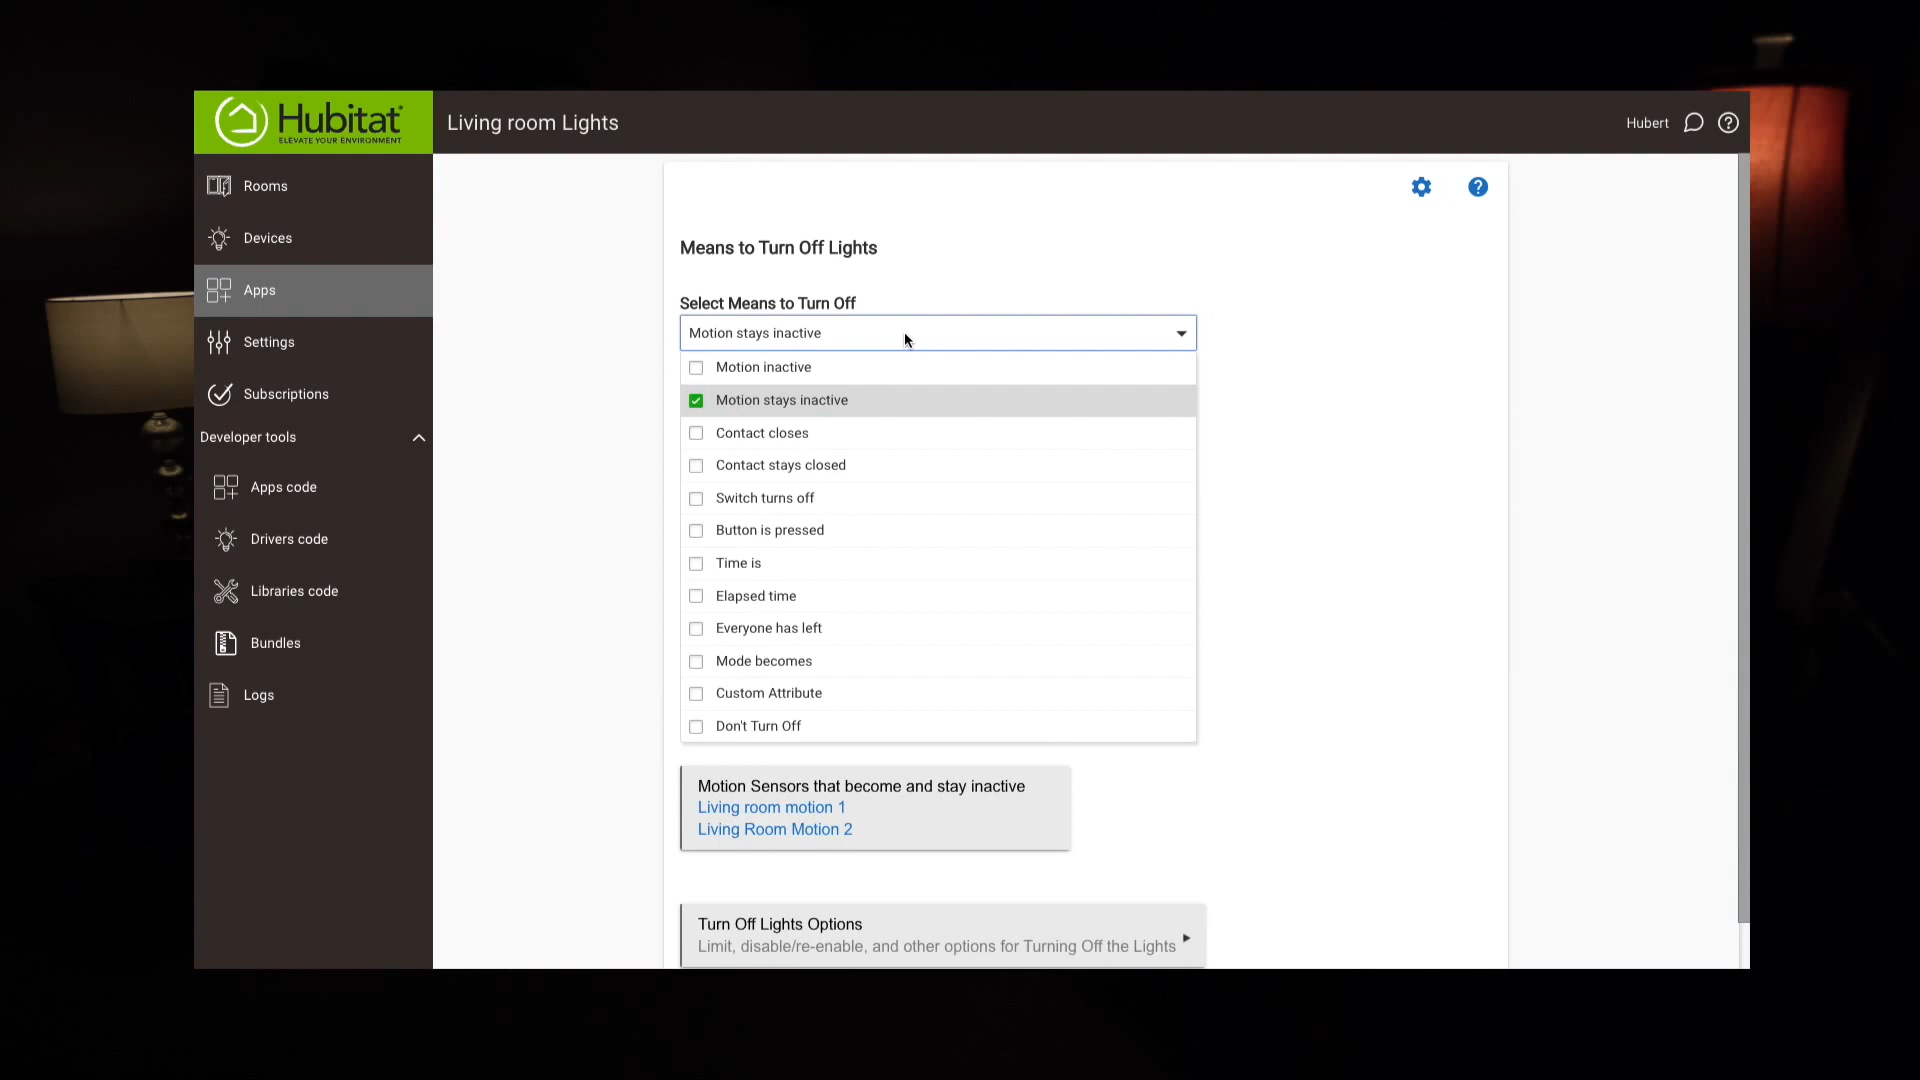 Hubitat
ELEVATE YOUR ENVIRONMENT
Living room Lights
Hubert
Rooms
Devices
Apps
Settings
Subscriptions
Developer tools
Apps code
Drivers code
Libraries code
Bundles
Logs
Means to Turn Off Lights
Select Means to Turn Off
Motion stays inactive
Motion inactive
Motion stays inactive
Contact closes
Contact stays closed
Switch turns off
Button is pressed
Time is
Elapsed time
Everyone has left
Mode becomes
Custom Attribute
Don't Turn Off
Motion Sensors that become and stay inactive
Living room motion 1
Living Room Motion 2
Turn Off Lights Options
Limit, disable/re-enable, and other options for Turning Off the Lights